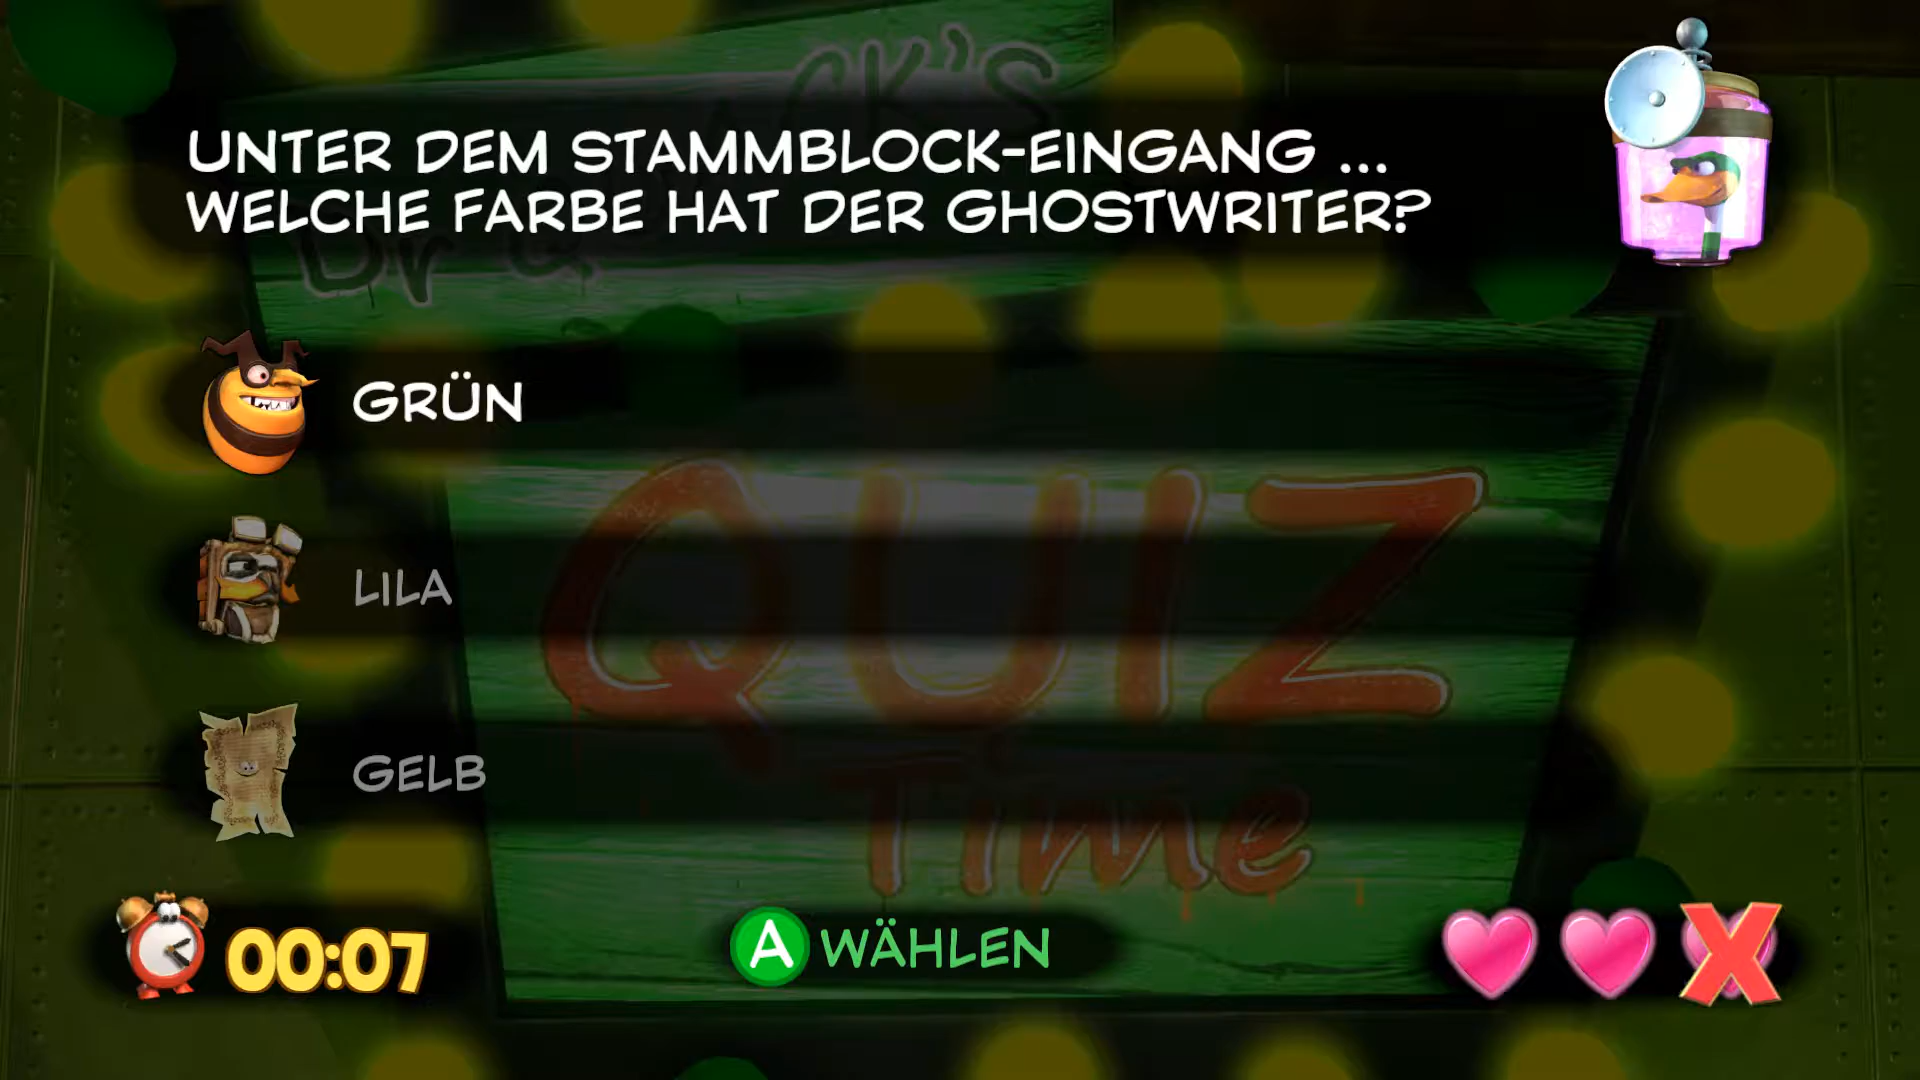 UNTER DEM STAMMBLOCK-EINGANG ...
WELCHE FARBE HAT DER GHOSTWRITER?
GRÜN
LILA
GELB
QUIZ
Time
00:07
A WÄHLEN